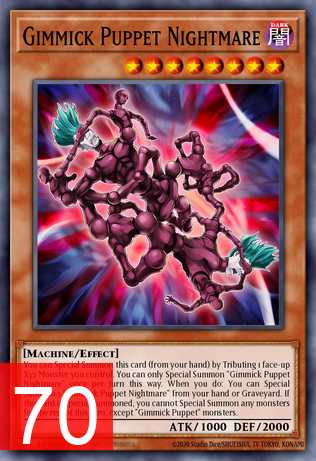 Gimmick Puppet Nightmare
DARK
闇
[Machine/Effect]
You can Special Summon this card (from your hand) by Tributing 1 face-up
Xyz Monster you control. You can only Special Summon "Gimmick Puppet
Nightmare" once per turn this way. When you do: You can Special
Puppet Nightmare" from your hand or Graveyard. If
Summoned, you cannot Special Summon any monsters
except "Gimmick Puppet" monsters.
ATK/1000 DEF/2000
70
©2020 Studio Dice/SHUEISHA, TV TOKYO, KONAMI